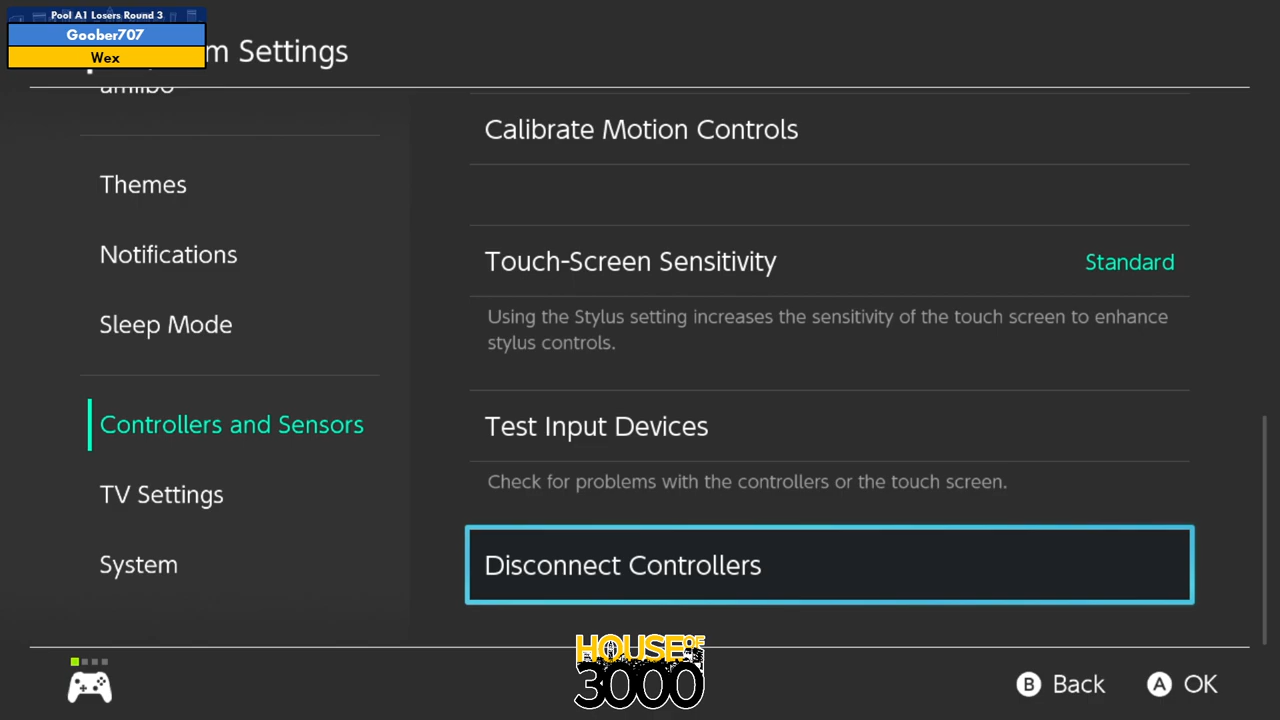 Pool A1 Losers Round 3
Goober707
Wex
m Settings
amiibo
Themes
Notifications
Sleep Mode
Controllers and Sensors
TV Settings
System
Calibrate Motion Controls
Touch-Screen Sensitivity Standard
Using the Stylus setting increases the sensitivity of the touch screen to enhance
stylus controls.
Test Input Devices
Check for problems with the controllers or the touch screen.
Disconnect Controllers
HOUSE OF
3000
B Back A OK